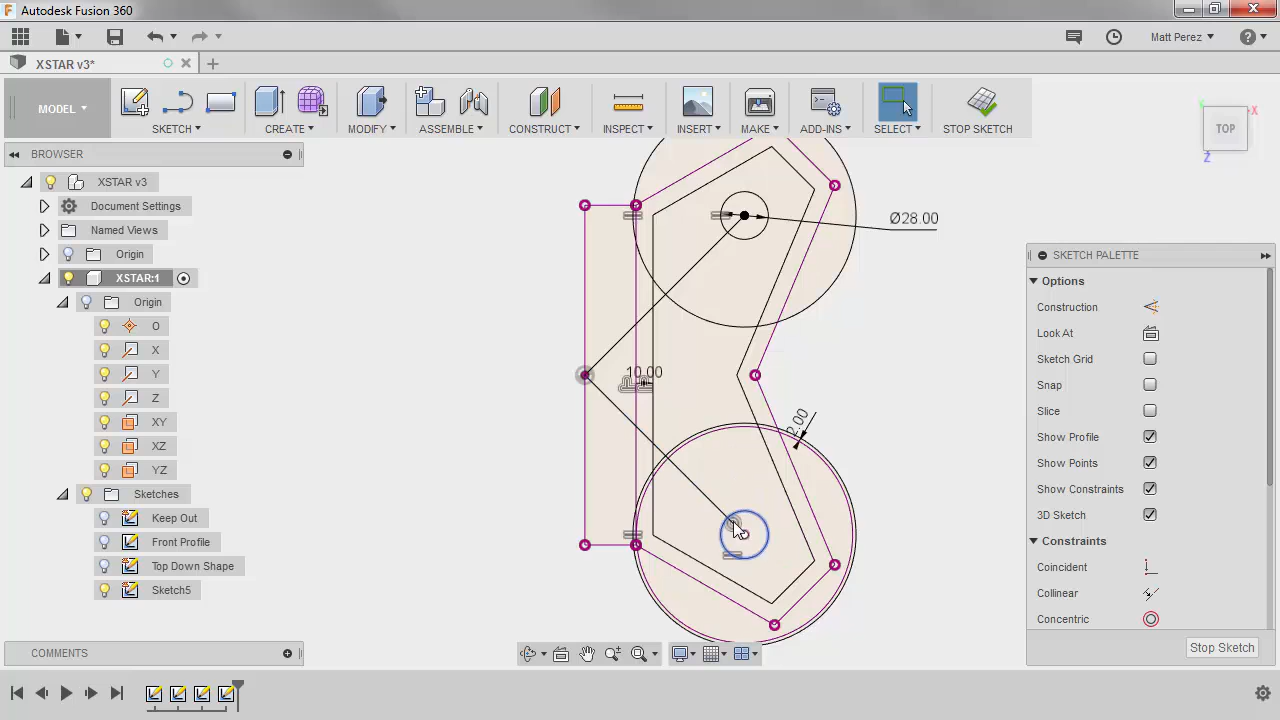 Autodesk Fusion 360
Matt Perez
XSTAR v3*
MODEL
SKETCH
CREATE
MODIFY
ASSEMBLE
CONSTRUCT
INSPECT
INSERT
MAKE
ADD-INS
SELECT
STOP SKETCH
TOP
X
Z
BROWSER
XSTAR v3
Document Settings
Named Views
Origin
XSTAR:1
Origin
O
X
Y
Z
XY
XZ
YZ
Sketches
Keep Out
Front Profile
Top Down Shape
Sketch5
COMMENTS
Ø28.00
10.00
2.00
SKETCH PALETTE
Options
Construction
Look At
Sketch Grid
Snap
Slice
Show Profile
Show Points
Show Constraints
3D Sketch
Constraints
Coincident
Collinear
Concentric
Stop Sketch